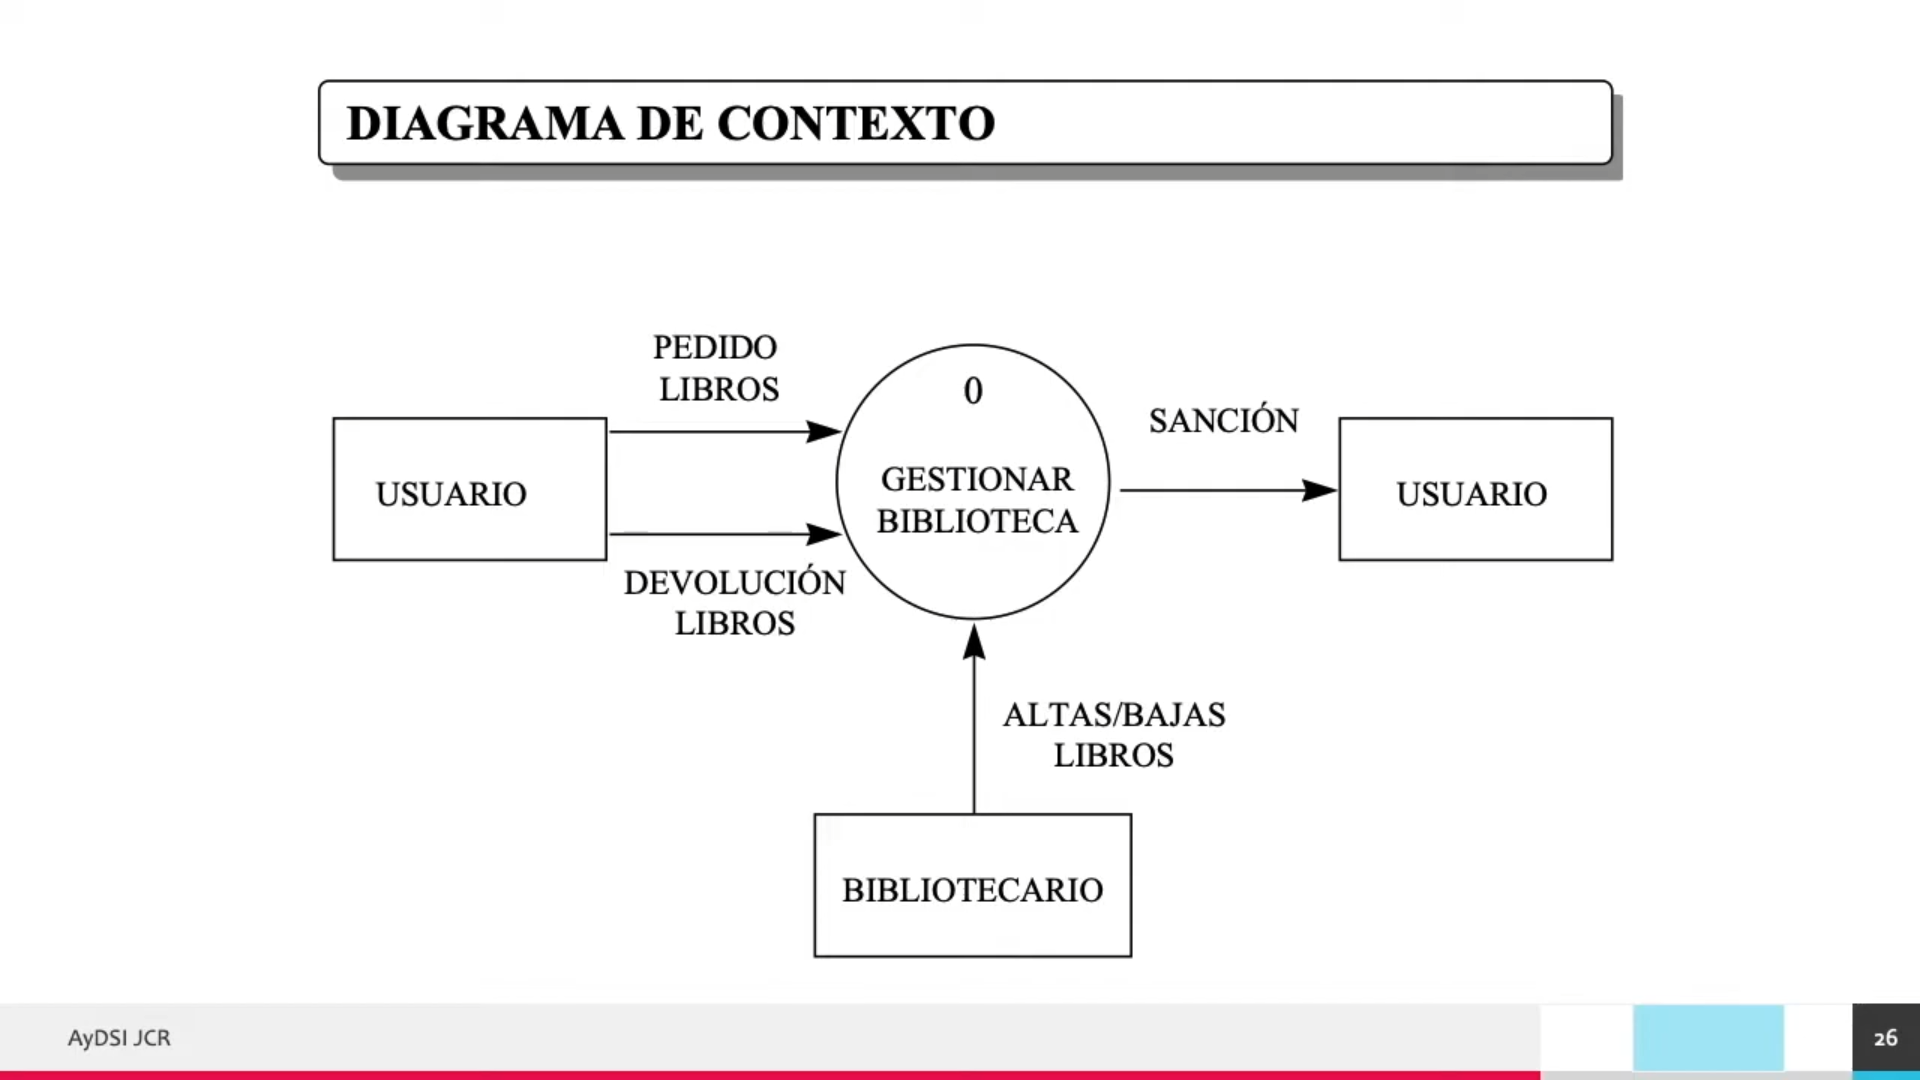 DIAGRAMA DE CONTEXTO
PEDIDO
LIBROS
0
SANCIÓN
USUARIO
GESTIONAR
BIBLIOTECA
USUARIO
DEVOLUCIÓN
LIBROS
ALTAS/BAJAS
LIBROS
BIBLIOTECARIO
AyDSI JCR
26